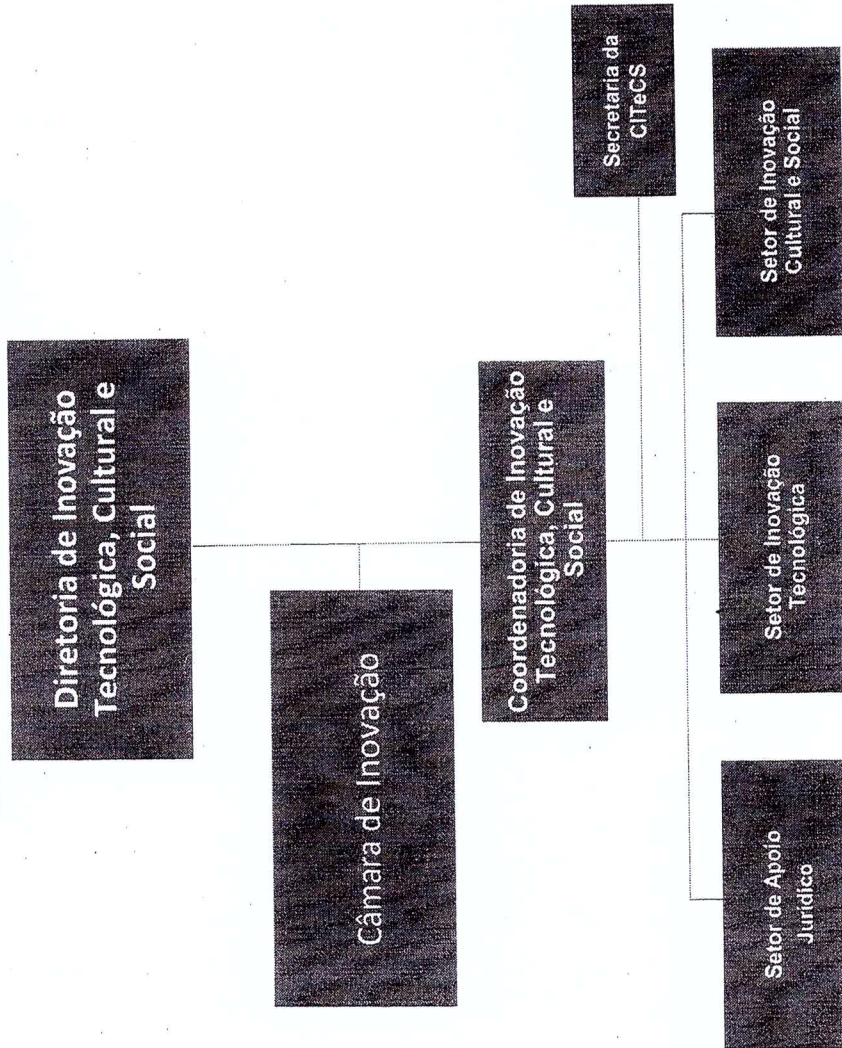 Diretoria de Inovação
Tecnológica, Cultural e
Social
Câmara de Inovação
Coordenadoria de Inovação
Tecnológica, Cultural e
Social
Secretaria da
CITeCS
Setor de Apoio
Jurídico
Setor de Inovação
Tecnológica
Setor de Inovação
Cultural e Social